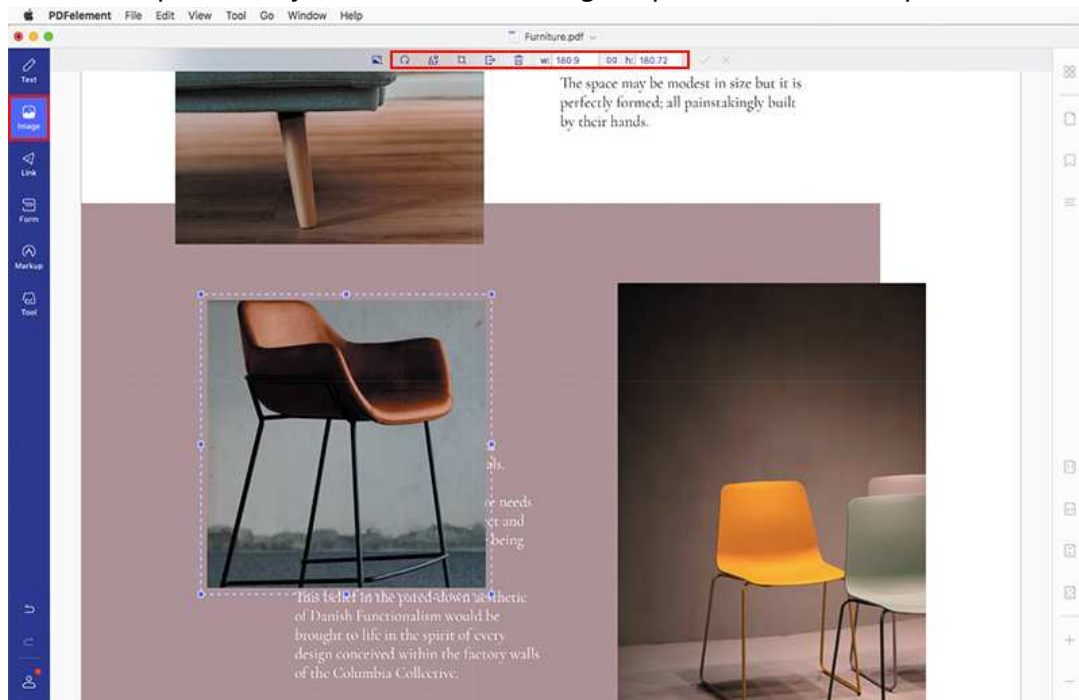 PDFelement File Edit View Tool Go Window Help
Furniture.pdf
w: 180.9 h: 180.72
Text
Image
Link
Form
Markup
Tool
The space may be modest in size but it is
perfectly formed; all painstakingly built
by their hands.
needs
and
being
This belief in the pared-down aesthetic
of Danish Functionalism would be
brought to life in the spirit of every
design conceived within the factory walls
of the Columbia Collective.